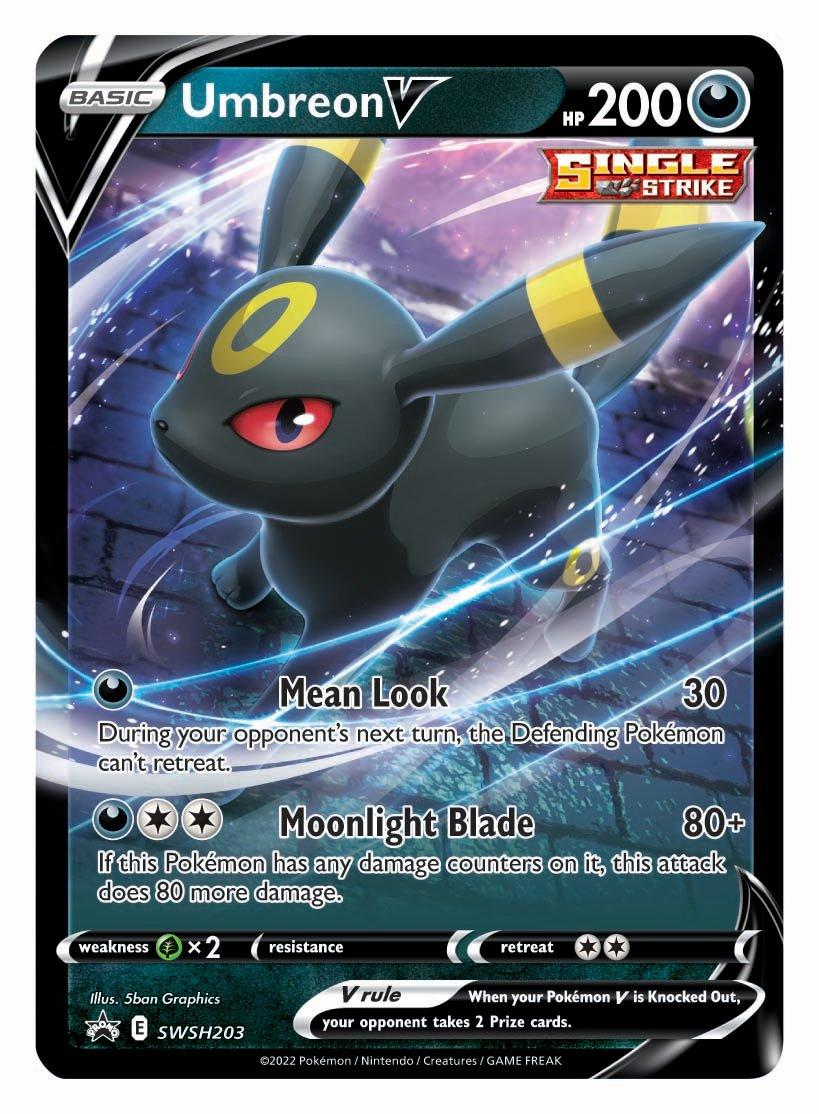 BASIC
Umbreon V
HP 200
SINGLE
STRIKE
Mean Look 30
During your opponent's next turn, the Defending Pokémon
can't retreat.
Moonlight Blade 80+
If this Pokémon has any damage counters on it, this attack
does 80 more damage.
weakness ×2 resistance retreat
Illus. 5ban Graphics
V rule When your Pokémon V is Knocked Out,
your opponent takes 2 Prize cards.
PROMO E SWSH203
©2022 Pokémon / Nintendo / Creatures / GAME FREAK